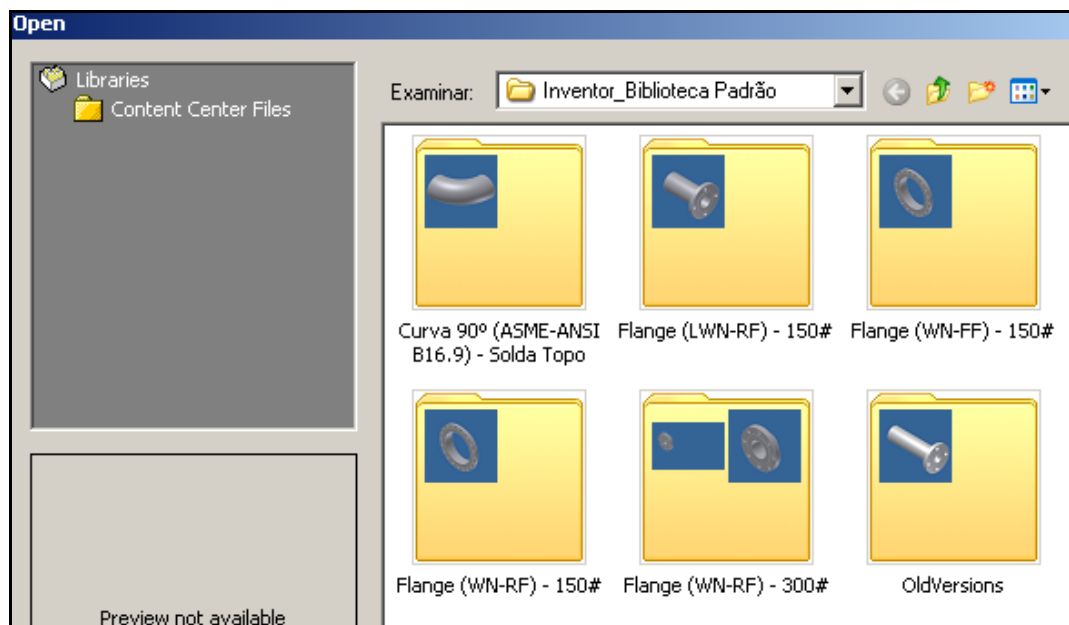 Open
Libraries
Content Center Files
Examinar:
Inventor_Biblioteca Padrão
Curva 90º (ASME-ANSI
B16.9) - Solda Topo
Flange (LWN-RF) - 150#
Flange (WN-FF) - 150#
Flange (WN-RF) - 150#
Flange (WN-RF) - 300#
OldVersions
Preview not available